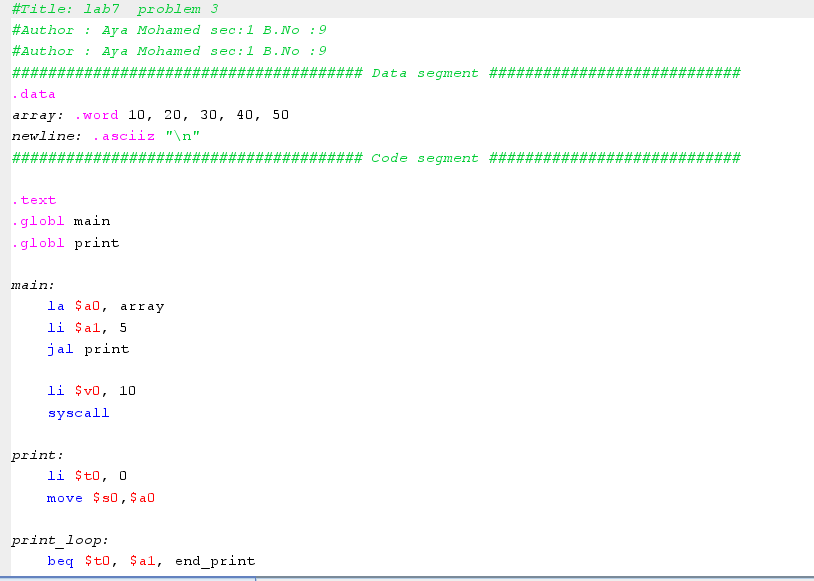 #Title: lab7  problem 3
#Author : Aya Mohamed sec:1 B.No :9
#Author : Aya Mohamed sec:1 B.No :9
####################################### Data segment ############################
.data
array: .word 10, 20, 30, 40, 50
newline: .asciiz "\n"
####################################### Code segment ############################
.text
.globl main
.globl print
main:
    la $a0, array
    li $a1, 5
    jal print
    li $v0, 10
    syscall
print:
    li $t0, 0
    move $s0,$a0
print_loop:
    beq $t0, $a1, end_print